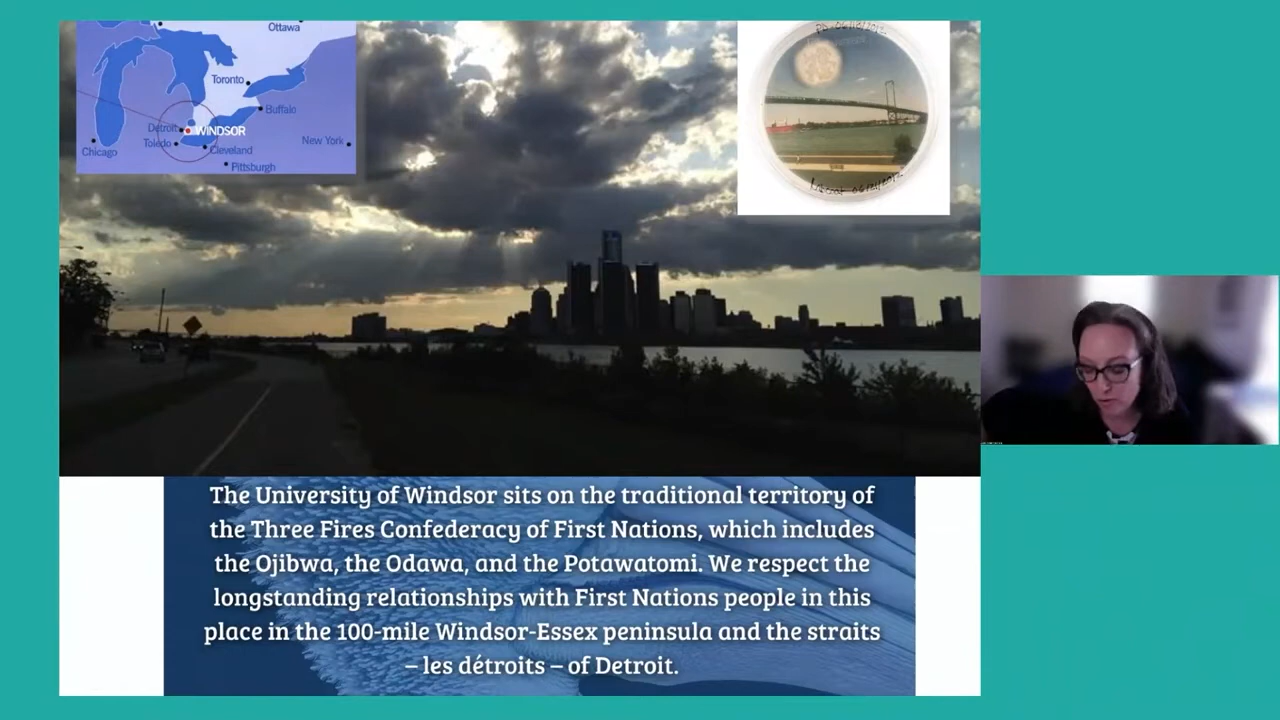 Ottawa
Toronto
Buffalo
Detroit
WINDSOR
Toledo
Cleveland
New York
Chicago
Pittsburgh
The University of Windsor sits on the traditional territory of
the Three Fires Confederacy of First Nations, which includes
the Ojibwa, the Odawa, and the Potawatomi. We respect the
longstanding relationships with First Nations people in this
place in the 100-mile Windsor-Essex peninsula and the straits
– les détroits – of Detroit.